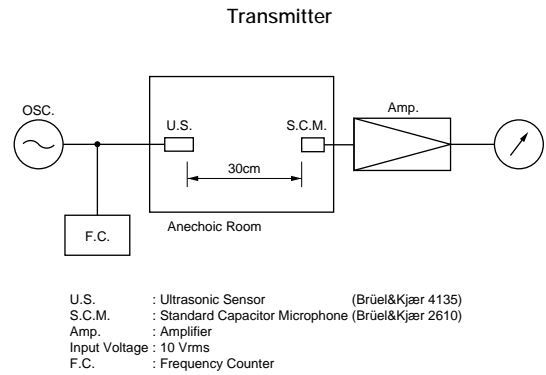 Transmitter
OSC.
U.S.
S.C.M.
Amp.
30cm
F.C.
Anechoic Room
U.S. : Ultrasonic Sensor (Brüel&Kjær 4135)
S.C.M. : Standard Capacitor Microphone (Brüel&Kjær 2610)
Amp. : Amplifier
Input Voltage : 10 Vrms
F.C. : Frequency Counter